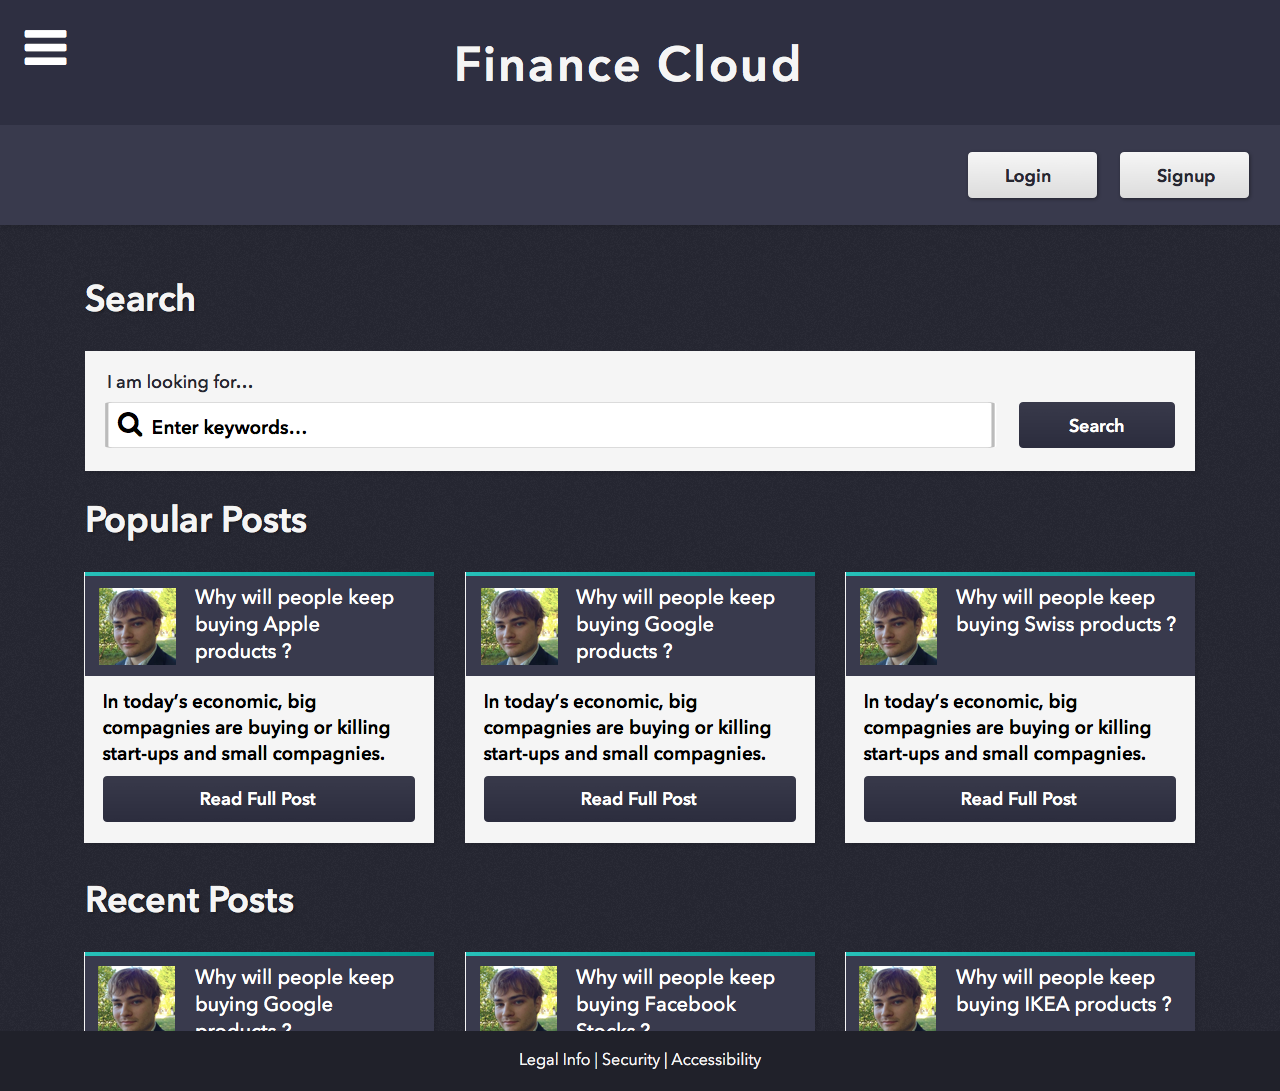 Finance Cloud
Login
Signup
Search
I am looking for...
Enter keywords...
Search
Popular Posts
Why will people keep
buying Apple
products ?
In today's economic, big
compagnies are buying or killing
start-ups and small compagnies.
Read Full Post
Why will people keep
buying Google
products ?
In today's economic, big
compagnies are buying or killing
start-ups and small compagnies.
Read Full Post
Why will people keep
buying Swiss products ?
In today's economic, big
compagnies are buying or killing
start-ups and small compagnies.
Read Full Post
Recent Posts
Why will people keep
buying Google
products ?
Why will people keep
buying Facebook
Stocks ?
Why will people keep
buying IKEA products ?
Legal Info | Security | Accessibility